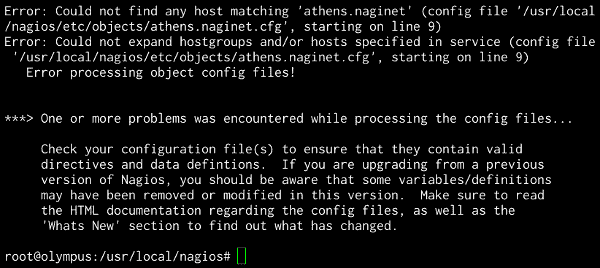 Error: Could not find any host matching 'athens.naginet' (config file '/usr/local
/nagios/etc/objects/athens.naginet.cfg', starting on line 9)
Error: Could not expand hostgroups and/or hosts specified in service (config file
'/usr/local/nagios/etc/objects/athens.naginet.cfg', starting on line 9)
Error processing object config files!
***> One or more problems was encountered while processing the config files...
Check your configuration file(s) to ensure that they contain valid
directives and data defintions. If you are upgrading from a previous
version of Nagios, you should be aware that some variables/definitions
may have been removed or modified in this version. Make sure to read
the HTML documentation regarding the config files, as well as the
'Whats New' section to find out what has changed.
root@olympus:/usr/local/nagios#